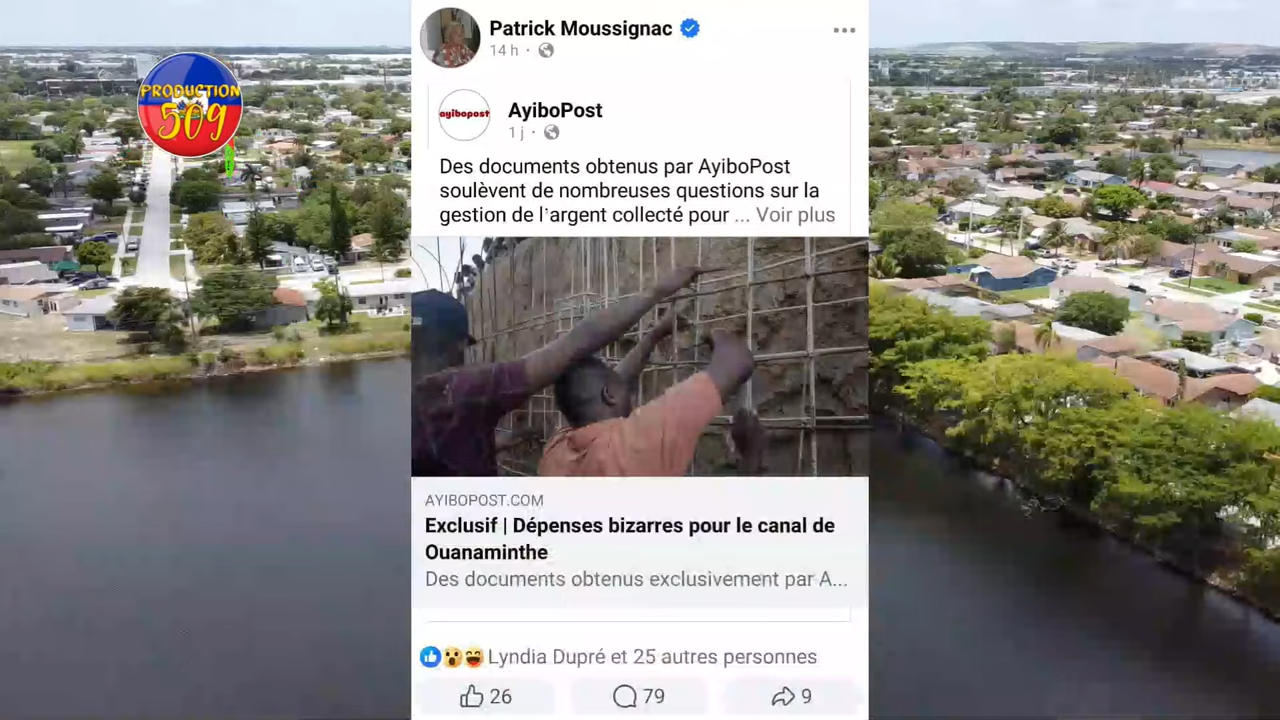 PRODUCTION
509
Patrick Moussignac
14 h ·
AyiboPost
ayibopost
1 j ·
Des documents obtenus par AyiboPost
soulèvent de nombreuses questions sur la
gestion de l'argent collecté pour ... Voir plus
AYIBOPOST.COM
Exclusif | Dépenses bizarres pour le canal de
Ouanaminthe
Des documents obtenus exclusivement par A...
Lyndia Dupré et 25 autres personnes
26
79
9